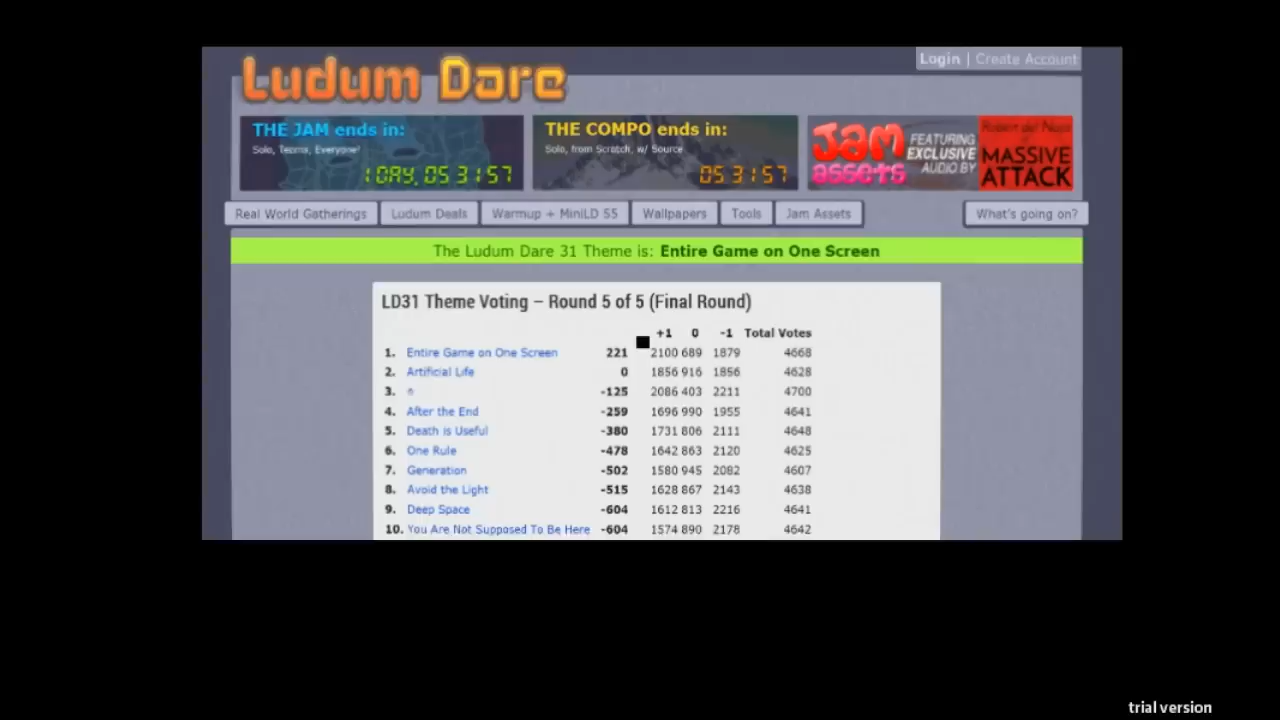 Login | Create Account
Ludum Dare
THE JAM ends in:
Solo, Teams, Everyone!
1 DAY, 05 31:57
THE COMPO ends in:
Solo, from Scratch, w/ Source
05 31:57
Jam assets
FEATURING EXCLUSIVE AUDIO BY
MASSIVE ATTACK
Real World Gatherings Ludum Deals Warmup + MiniLD 55 Wallpapers Tools Jam Assets What's going on?
The Ludum Dare 31 Theme is: Entire Game on One Screen
LD31 Theme Voting – Round 5 of 5 (Final Round)
+1 0 -1 Total Votes
1. Entire Game on One Screen 221 2100 689 1879 4668
2. Artificial Life 0 1856 916 1856 4628
3. -125 2086 403 2211 4700
4. After the End -259 1696 990 1955 4641
5. Death is Useful -380 1731 806 2111 4648
6. One Rule -478 1642 863 2120 4625
7. Generation -502 1580 945 2082 4607
8. Avoid the Light -515 1628 867 2143 4638
9. Deep Space -604 1612 813 2216 4641
10. You Are Not Supposed To Be Here -604 1574 890 2178 4642
trial version